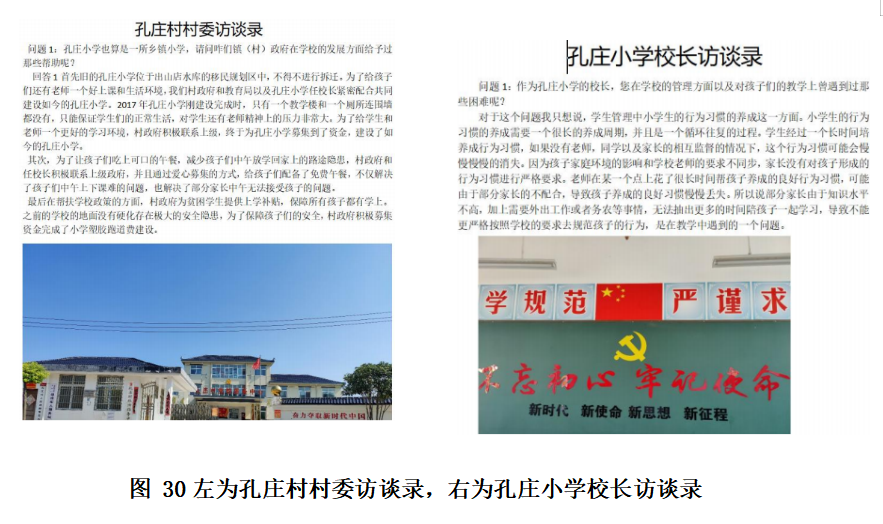 孔庄村村委访谈录
问题1：孔庄小学也算是一所乡镇小学，请问咋们镇（村）政府在学校的发展方面给予过
那些帮助呢？
回答1首先旧的孔庄小学位于出山店水库的移民规划区中，不得不进行拆迁。为了给孩子
们还有老师一个好上课和生活环境，我们村政府和教育局以及孔庄小学任校长紧密配合共同
建设如今的孔庄小学。2017年孔庄小学刚建设完成时，只有一个教学楼和一个厕所连围墙
都没有，只能保证学生们的正常生活，对学生还有老师精神上的压力非常大。为了给学生和
老师一个更好的学习环境，村政府积极联系上级，终于为孔庄小学募集到了资金，建设了如
今的孔庄小学。
其次，为了让孩子们吃上可口的午餐，减少孩子们中午放学回家上的路途隐患，村政府和
任校长积极联系上级政府，并且通过爱心募集的方式，给孩子们配备了免费午餐，不仅解决
了孩子们中午上下课难的问题，也解决了部分家长中午无法接受孩子的问题。
最后在帮扶学校政策的方面，村政府为贫困学生提供上学补贴，保障所有孩子都有学上。
之前的学校的地面没有硬化存在极大的安全隐患，为了保障孩子们的安全，村政府积极募集
资金完成了小学塑胶跑道费建设。
奋力学取新时代中国
孔庄小学校长访谈录
问题1：作为孔庄小学的校长，您在学校的管理方面以及对孩子们的教学上曾遇到过那
些困难呢？
对于这个问题我只想说，学生管理中小学生的行为习惯的养成这一方面。小学生的行为
习惯的养成需要一个很长的养成周期，并且是一个循环往复的过程。学生经过一个长时间培
养成行为习惯，如果没有老师，同学以及家长的相互监督的情况下，这个行为习惯可能会慢
慢慢慢的消失。因为孩子家庭环境的影响和学校老师的要求不同步，家长没有对孩子形成的
行为习惯进行严格要求。老师在某一个点上花了很长时间帮孩子养成的良好行为习惯，可能
由于部分家长的不配合，导致孩子养成的良好习惯慢慢丢失。所以说部分家长由于知识水平
不高，加上需要外出工作或者务农等事情，无法抽出更多的时间陪孩子一起学习，导致不能
更严格按照学校的要求去规范孩子的行为，是在教学中遇到的一个问题。
学规范 严谨求
不忘初心 牢记使命
新时代 新使命 新思想 新征程
图 30 左为孔庄村村委访谈录，右为孔庄小学校长访谈录